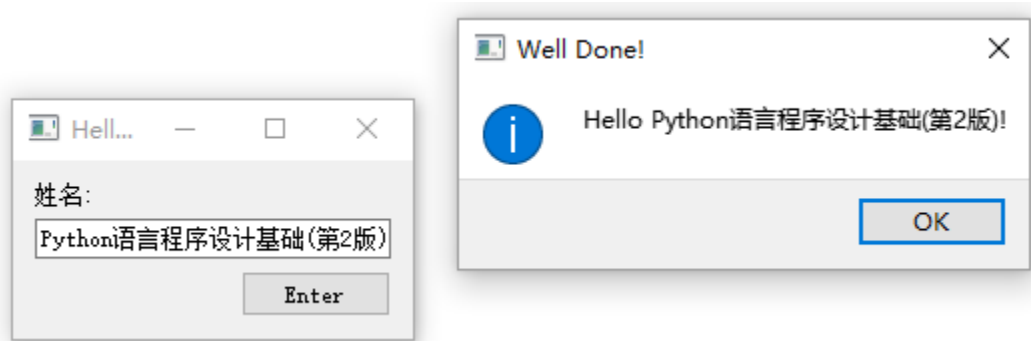 Hell...
姓名:
Python语言程序设计基础(第2版)
Enter
Well Done!
Hello Python语言程序设计基础(第2版)!
OK